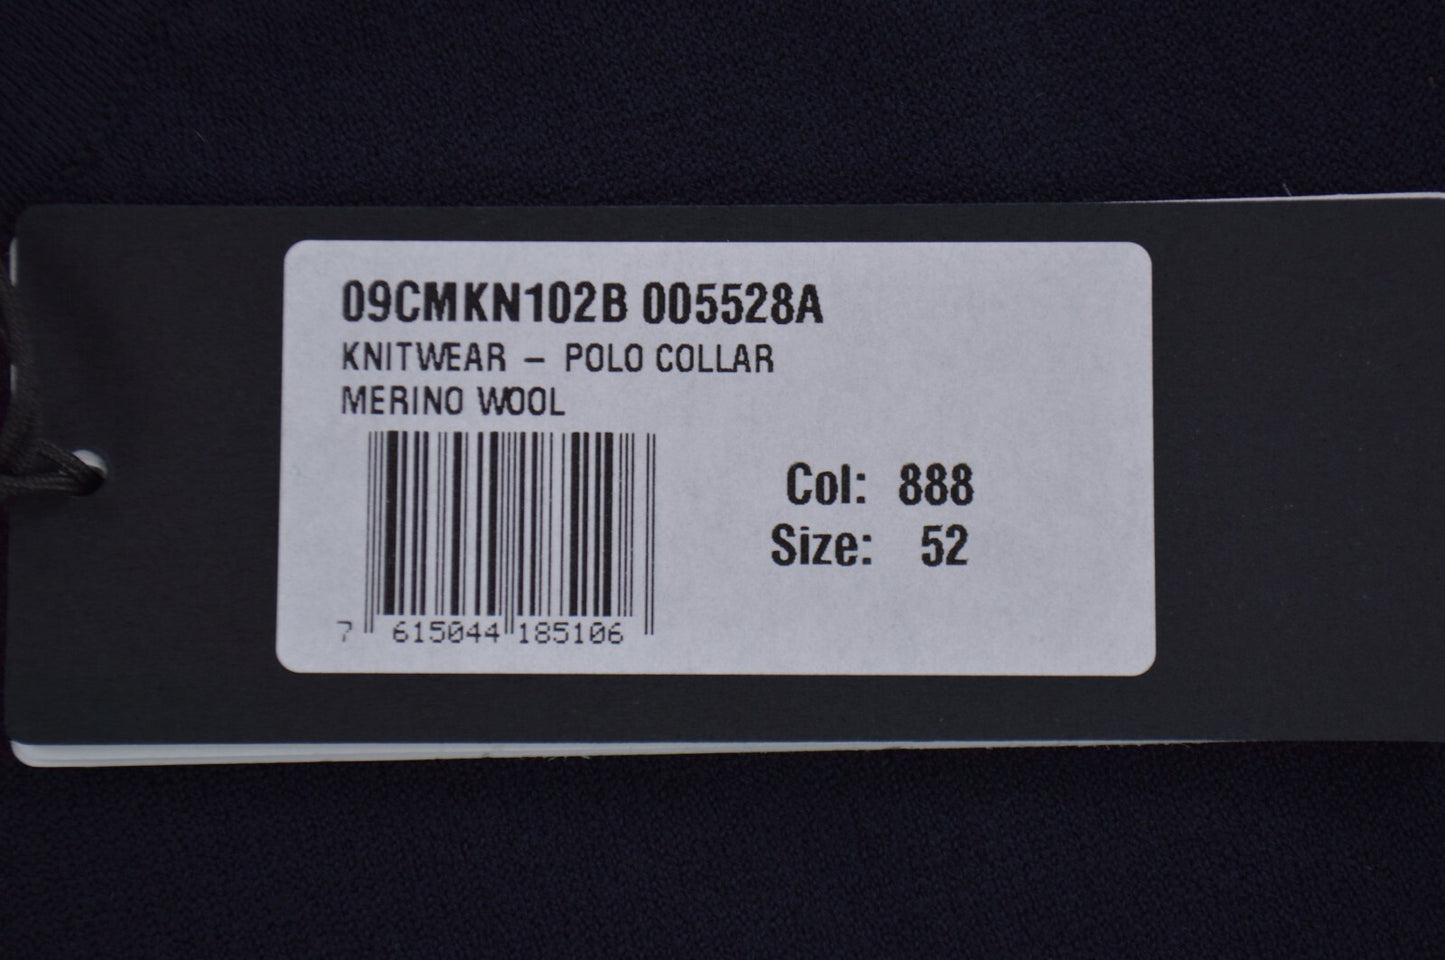 09CMKN102B 005528A
KNITWEAR – POLO COLLAR
MERINO WOOL
Col: 888
Size: 52
7 615044 185106